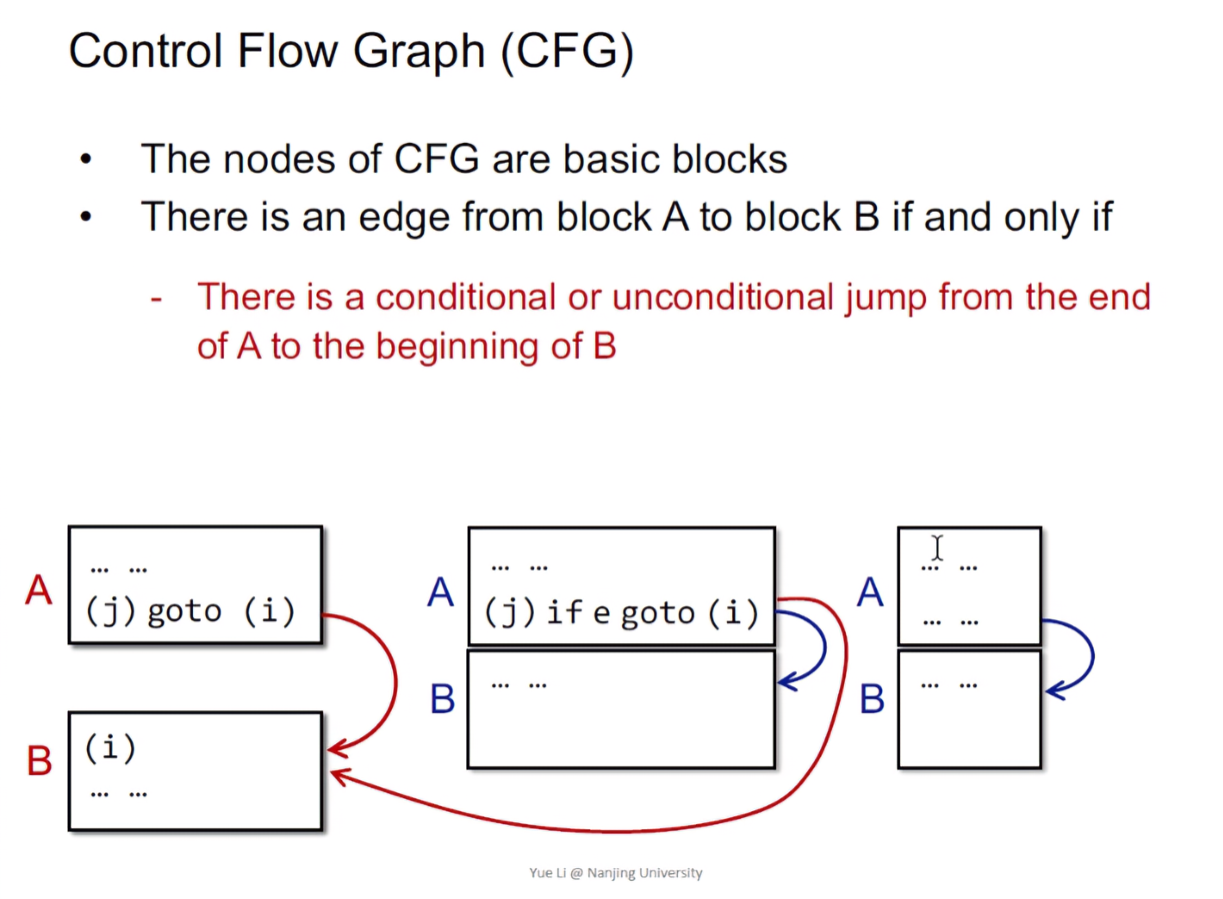 Control Flow Graph (CFG)
• The nodes of CFG are basic blocks
• There is an edge from block A to block B if and only if
- There is a conditional or unconditional jump from the end
of A to the beginning of B
A
... ...
(j) goto (i)
B
(i)
... ...
A
... ...
(j) if e goto (i)
B
... ...
A
... ...
... ...
B
... ...
Yue Li @ Nanjing University